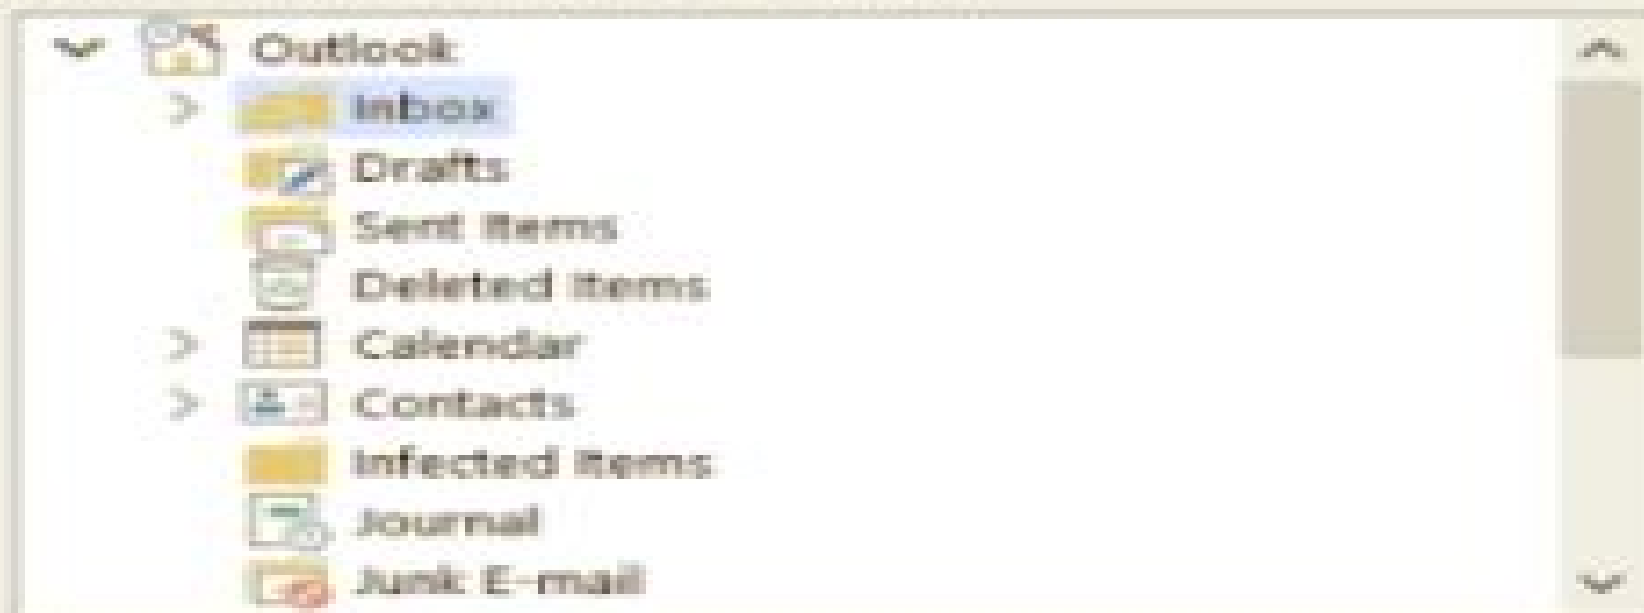 Outlook
Inbox
Drafts
Sent Items
Deleted Items
Calendar
Contacts
Infected Items
Journal
Junk E-mail